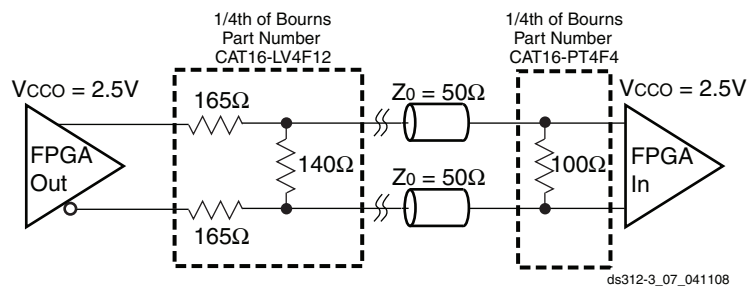 1/4th of Bourns
Part Number
CAT16-LV4F12
1/4th of Bourns
Part Number
CAT16-PT4F4
VCCO = 2.5V
Z0 = 50Ω
VCCO = 2.5V
165Ω
FPGA
Out
140Ω
100Ω
FPGA
In
Z0 = 50Ω
165Ω
ds312-3_07_041108